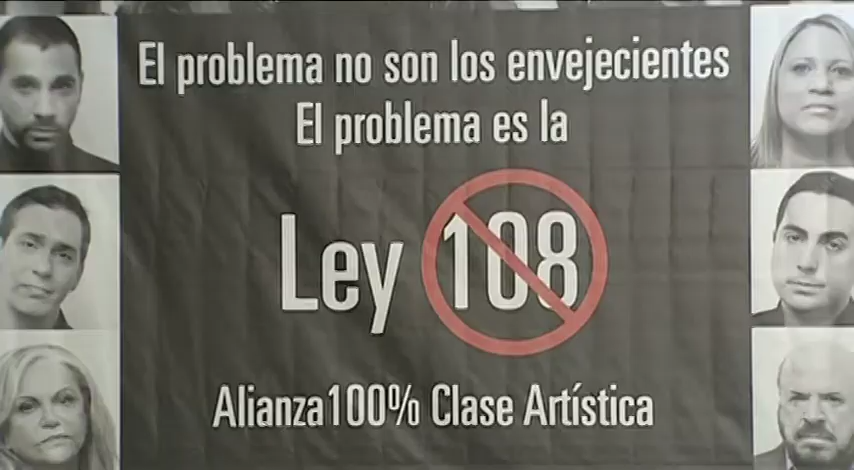 El problema no son los envejecientes
El problema es la
Ley 108
Alianza100% Clase Artística